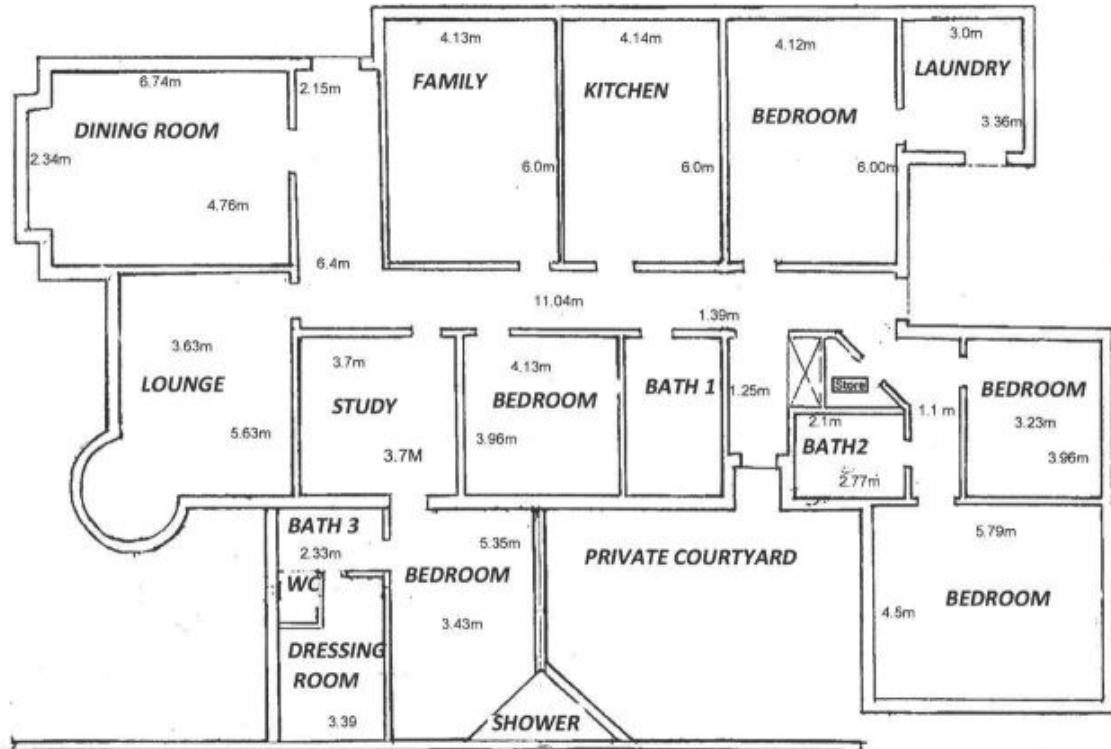 4.13m
4.14m
4.12m
3.0m
FAMILY
KITCHEN
BEDROOM
LAUNDRY
3.36m
6.0m
6.0m
6.00m
6.74m
2.15m
DINING ROOM
2.34m
4.76m
6.4m
11.04m
1.39m
3.63m
LOUNGE
5.63m
3.7m
STUDY
3.7M
4.13m
BEDROOM
3.96m
BATH 1
1.25m
Store
2.1m
BATH2
2.77m
1.1 m
BEDROOM
3.23m
3.96m
BATH 3
2.33m
WC
5.35m
BEDROOM
3.43m
DRESSING
ROOM
3.39
SHOWER
PRIVATE COURTYARD
5.79m
4.5m
BEDROOM